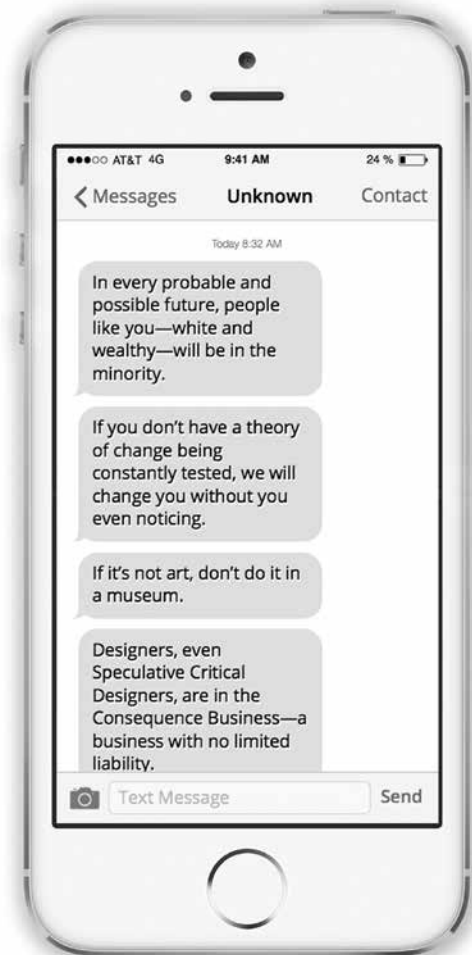 AT&T 4G 9:41 AM 24 %
Messages Unknown Contact
Today 8:32 AM
In every probable and
possible future, people
like you—white and
wealthy—will be in the
minority.
If you don’t have a theory
of change being
constantly tested, we will
change you without you
even noticing.
If it’s not art, don’t do it in
a museum.
Designers, even
Speculative Critical
Designers, are in the
Consequence Business—a
business with no limited
liability.
Text Message Send